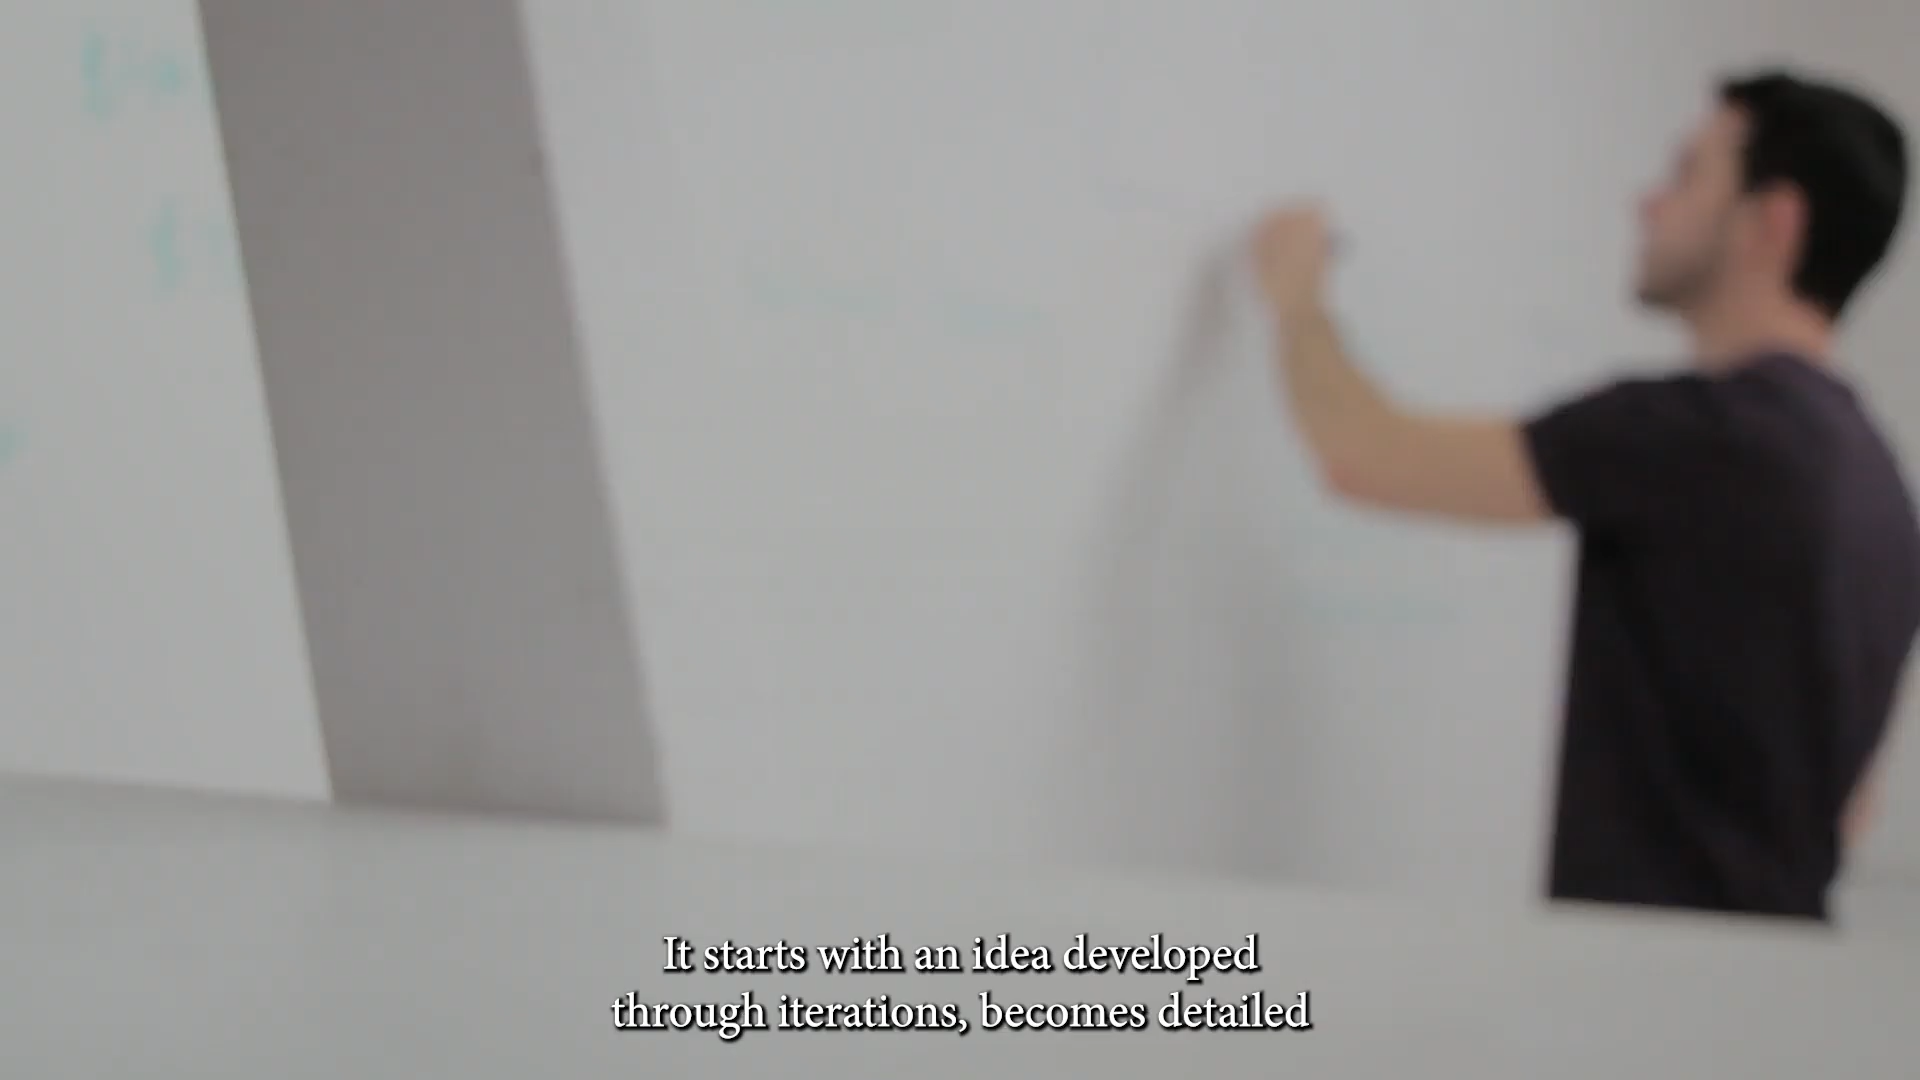 It starts with an idea developed
through iterations, becomes detailed